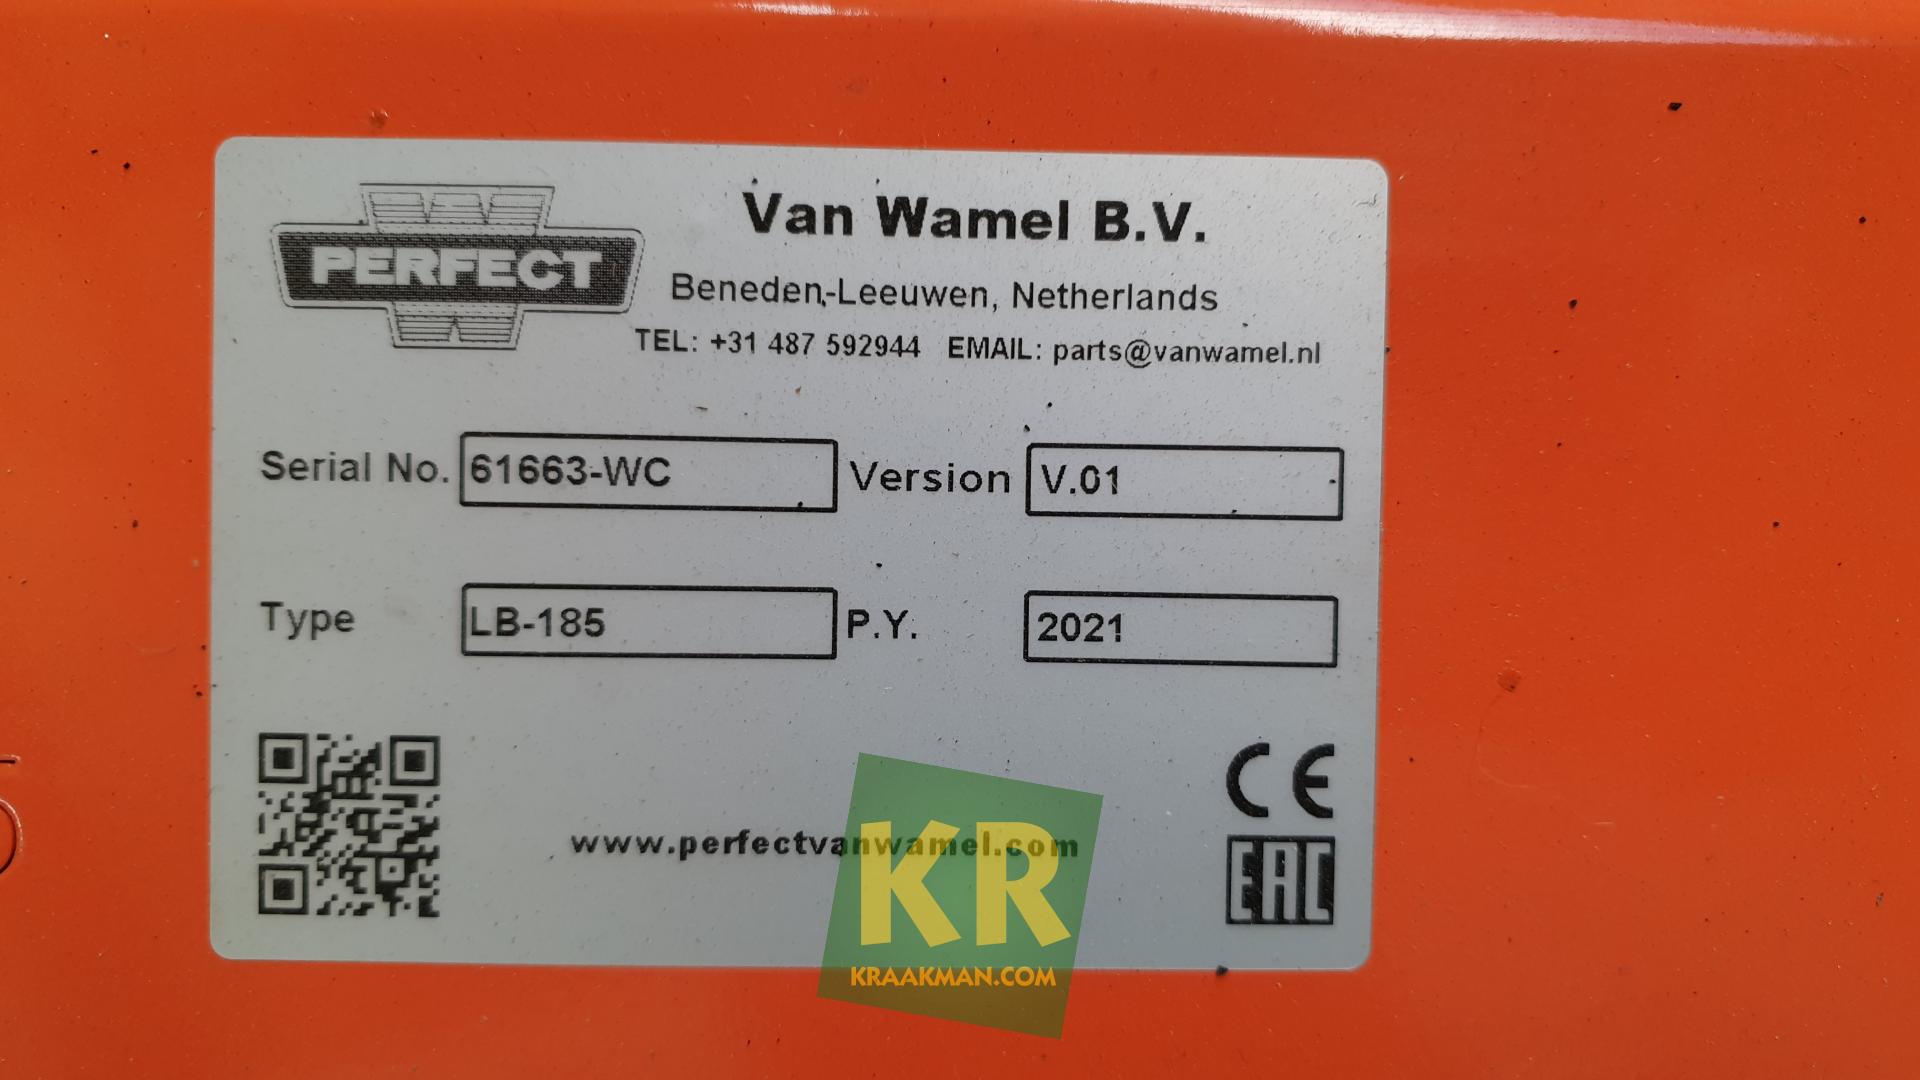 PERFECT
Van Wamel B.V.
Beneden-Leeuwen, Netherlands
TEL: +31 487 592944 EMAIL: parts@vanwamel.nl
Serial No. 61663-WC Version V.01
Type LB-185 P.Y. 2021
www.perfectvanwamel.com
CE
EAC
KR
KRAAKMAN.COM